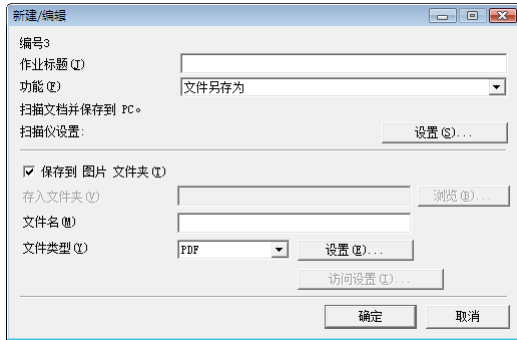 新建/编辑
编号3
作业标题(I)
功能(F) 文件另存为
扫描文档并保存到 PC。
扫描仪设置: 设置(S)...
保存到 图片 文件夹(T)
存入文件夹(V) 浏览(B)...
文件名(M)
文件类型(Y) PDF 设置(E)...
访问设置(I)...
确定 取消